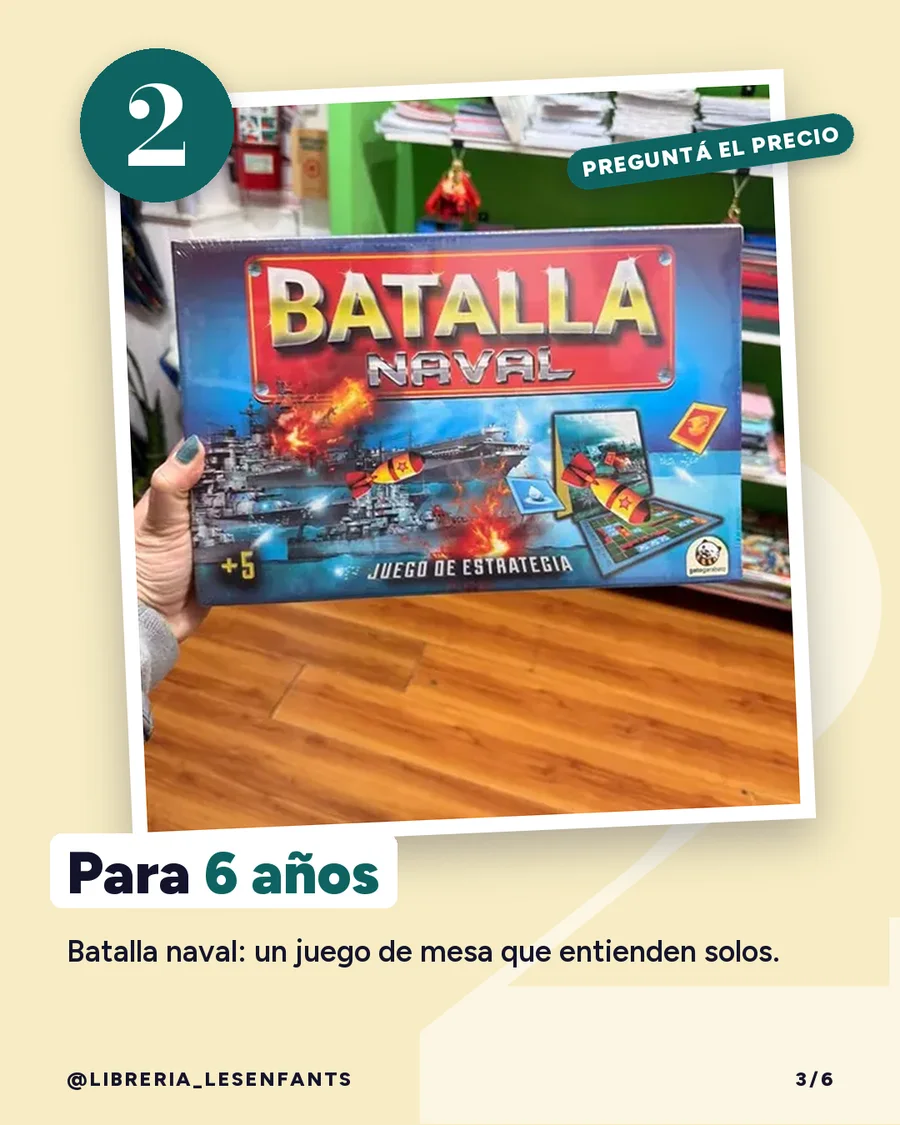 2
PREGUNTÁ EL PRECIO
BATALLA
NAVAL
+5
JUEGO DE ESTRATEGIA
Para 6 años
Batalla naval: un juego de mesa que entienden solos.
@LIBRERIA_LESENFANTS
3/6